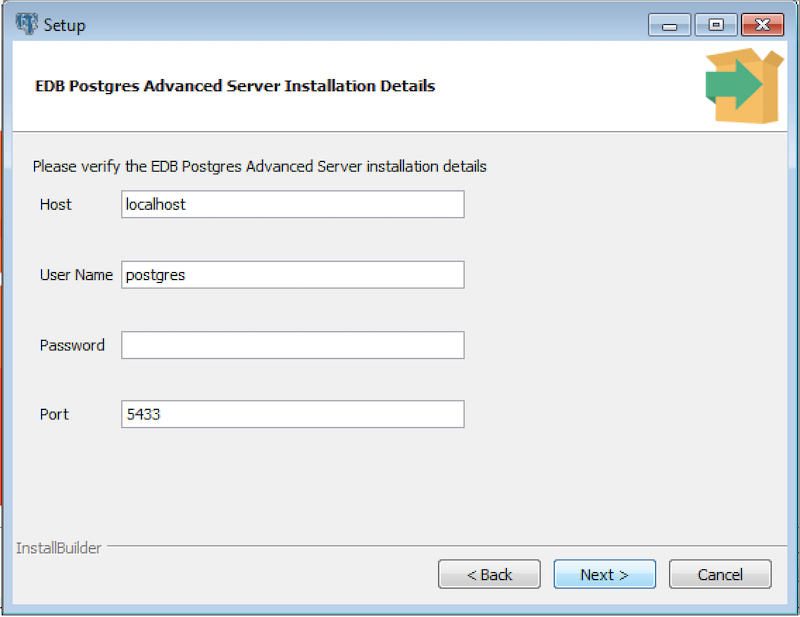 Setup
EDB Postgres Advanced Server Installation Details
Please verify the EDB Postgres Advanced Server installation details
Host localhost
User Name postgres
Password
Port 5433
InstallBuilder
< Back Next > Cancel